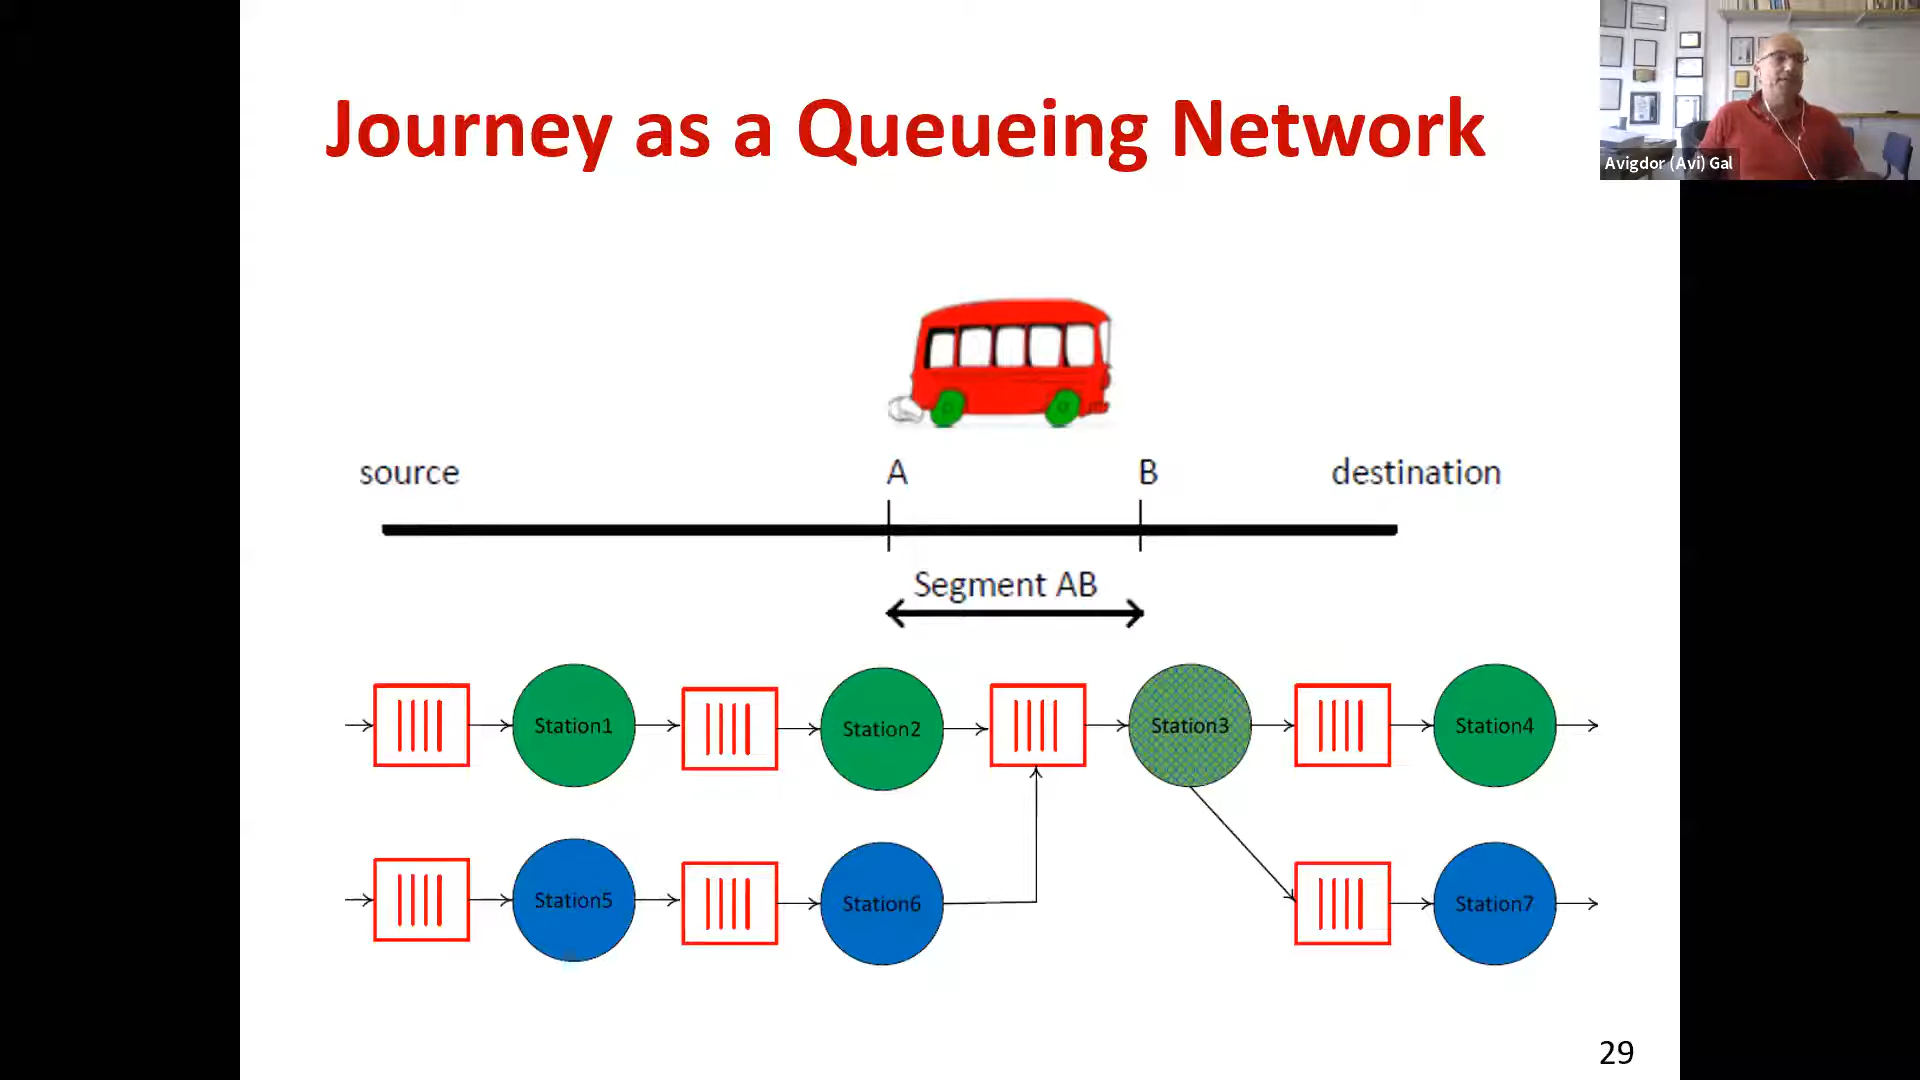 Journey as a Queueing Network
Avigdor (Avi) Gal
source
A
B
destination
Segment AB
Station1
Station2
Station3
Station4
Station5
Station6
Station7
29